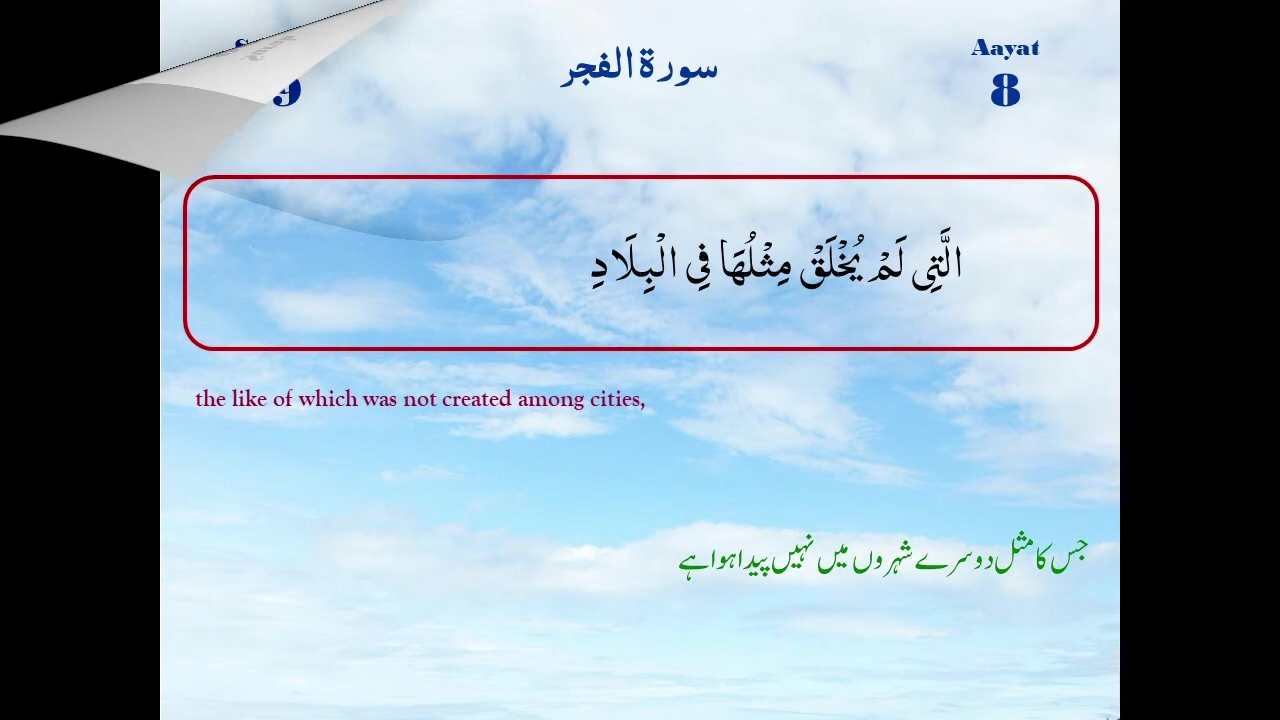 سورة الفجر
Aayat
8
9
الَّتِى لَمْ يُخْلَقْ مِثْلُهَا فِى الْبِلَادِ
the like of which was not created among cities,
جس کا مثل دوسرے شہروں میں نہیں پیدا ہوا ہے